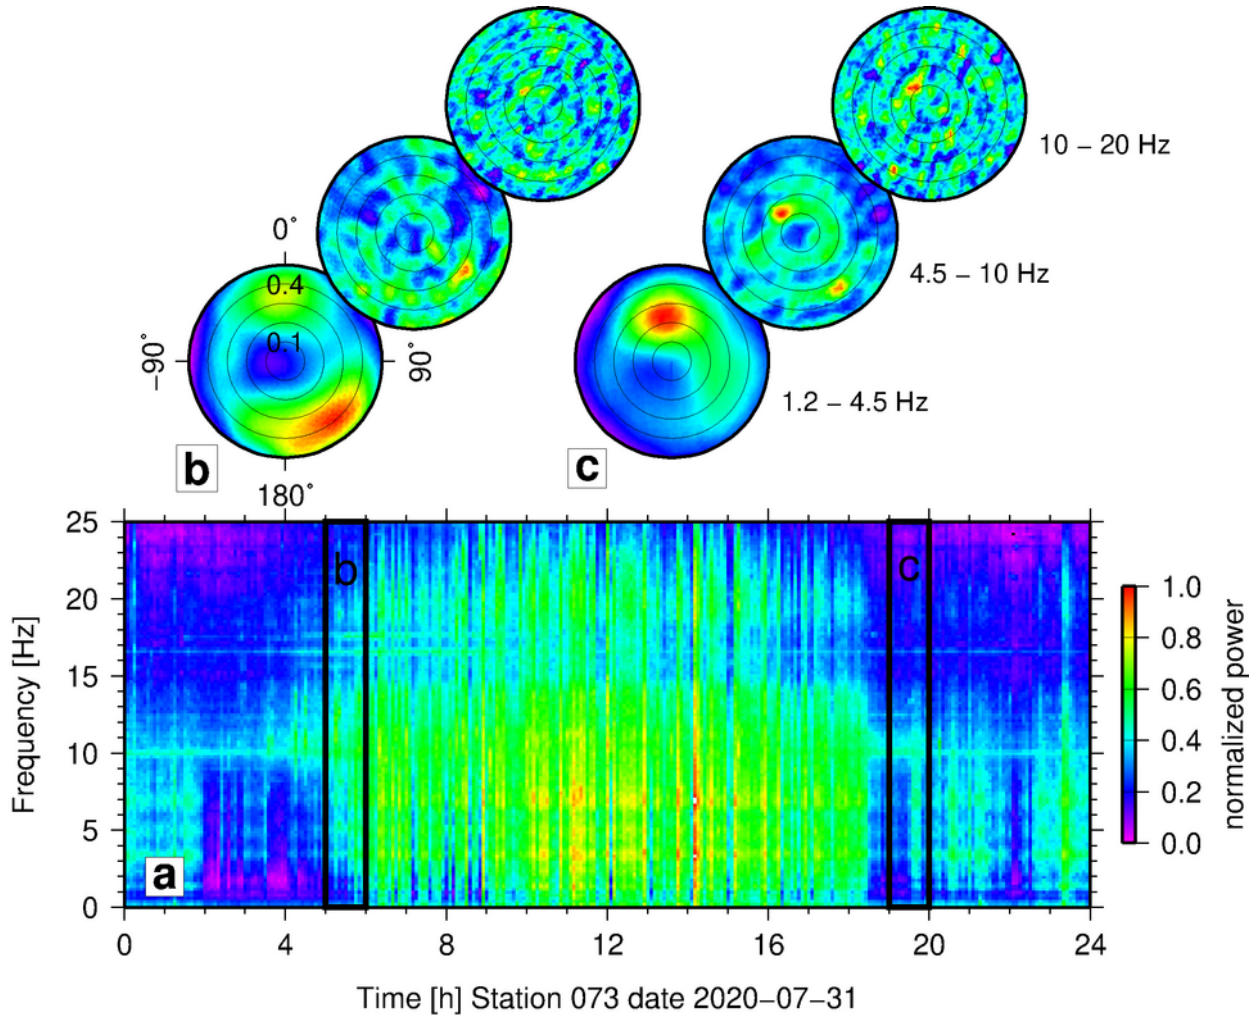 10 − 20 Hz
0°
4.5 − 10 Hz
0.4
0.1
−90°
90°
1.2 − 4.5 Hz
b
c
180°
25
20
15
10
5
0
Frequency [Hz]
b
c
a
0
4
8
12
16
20
24
Time [h] Station 073 date 2020−07−31
1.0
0.8
0.6
0.4
0.2
0.0
normalized power